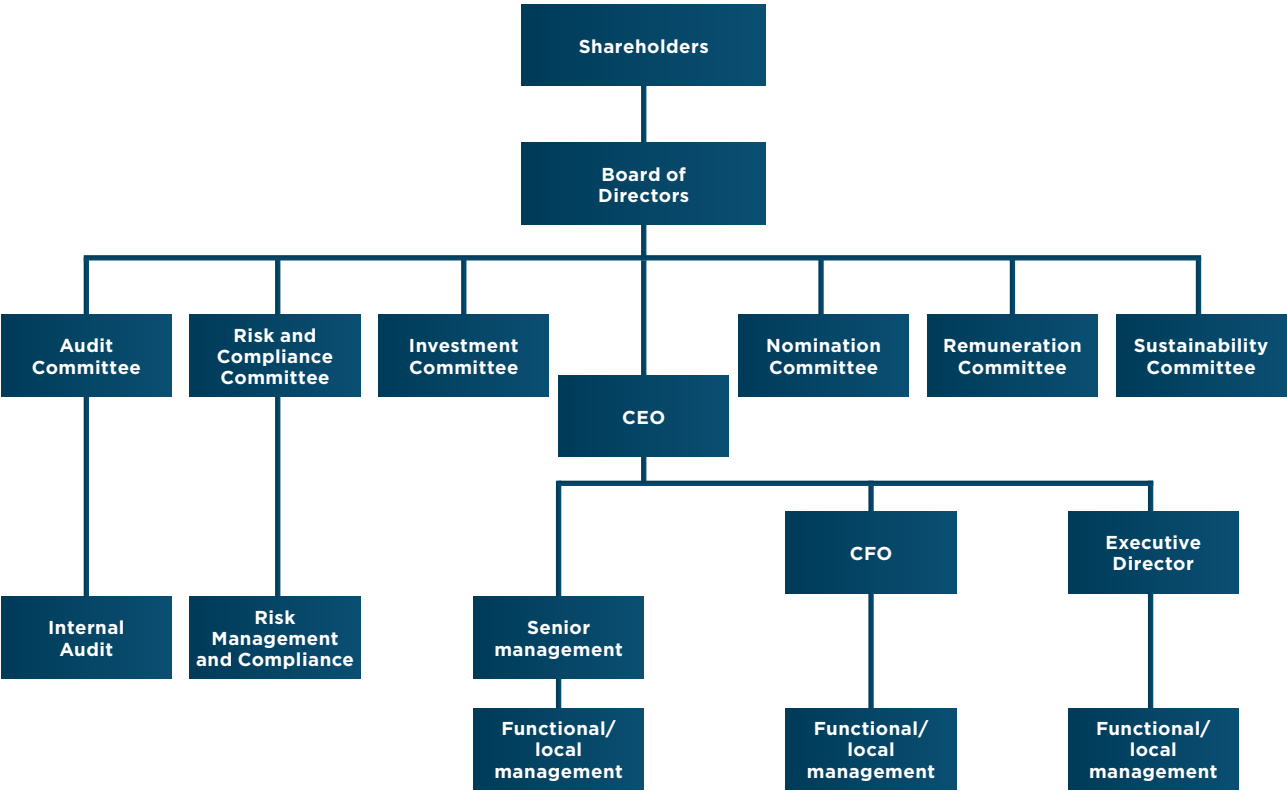 Shareholders
Board of
Directors
Audit
Committee
Risk and
Compliance
Committee
Investment
Committee
Nomination
Committee
Remuneration
Committee
Sustainability
Committee
CEO
CFO
Executive
Director
Internal
Audit
Risk
Management
and Compliance
Senior
management
Functional/
local
management
Functional/
local
management
Functional/
local
management